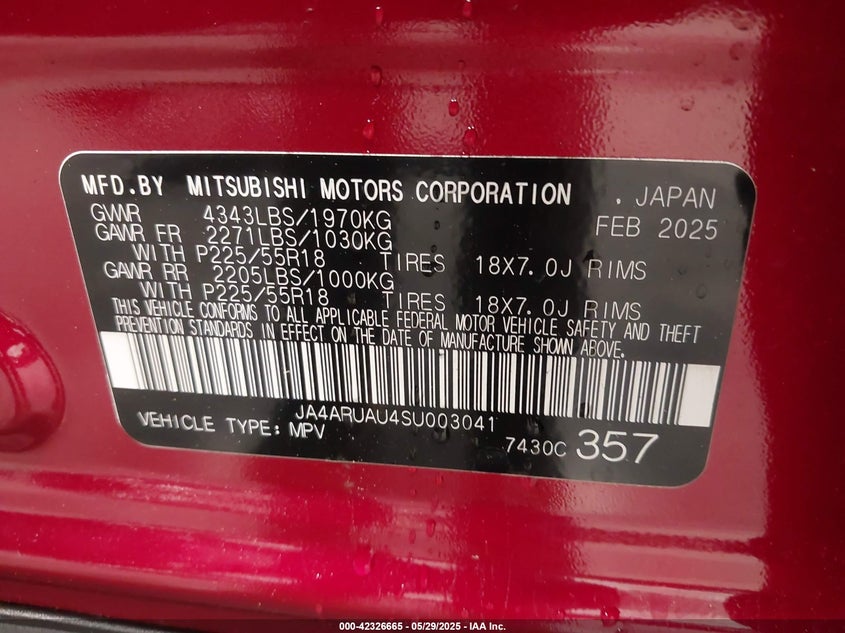 MFD.BY MITSUBISHI MOTORS CORPORATION . JAPAN
GVWR 4343LBS/1970KG FEB 2025
GAWR FR 2271LBS/1030KG
WITH P225/55R18 TIRES 18X7.0J RIMS
GAWR RR 2205LBS/1000KG
WITH P225/55R18 TIRES 18X7.0J RIMS
THIS VEHICLE CONFORMS TO ALL APPLICABLE FEDERAL MOTOR VEHICLE SAFETY AND THEFT
PREVENTION STANDARDS IN EFFECT ON THE DATE OF MANUFACTURE SHOWN ABOVE.
JA4ARUAU4SU003041
VEHICLE TYPE: MPV 7430C 357
000-42326665 - 05/29/2025 - IAA Inc.